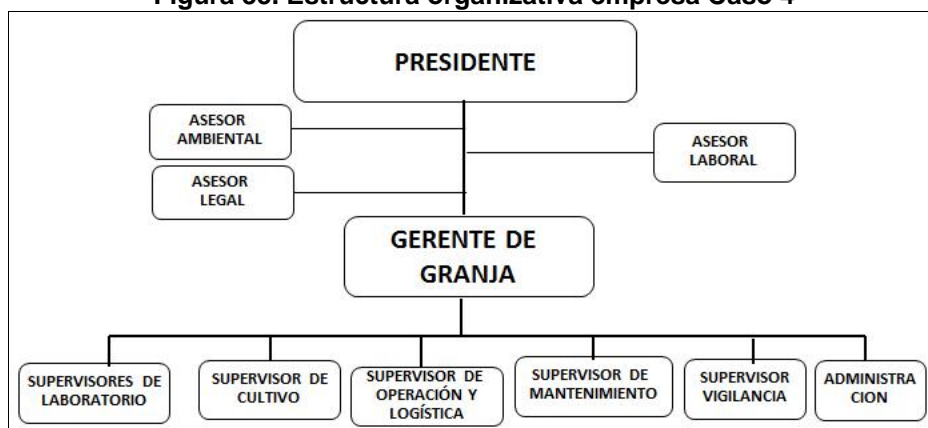 PRESIDENTE
ASESOR
AMBIENTAL
ASESOR
LABORAL
ASESOR
LEGAL
GERENTE DE
GRANJA
SUPERVISORES DE
LABORATORIO
SUPERVISOR DE
CULTIVO
SUPERVISOR DE
OPERACIÓN Y
LOGÍSTICA
SUPERVISOR DE
MANTENIMIENTO
SUPERVISOR
VIGILANCIA
ADMINISTRA
CION